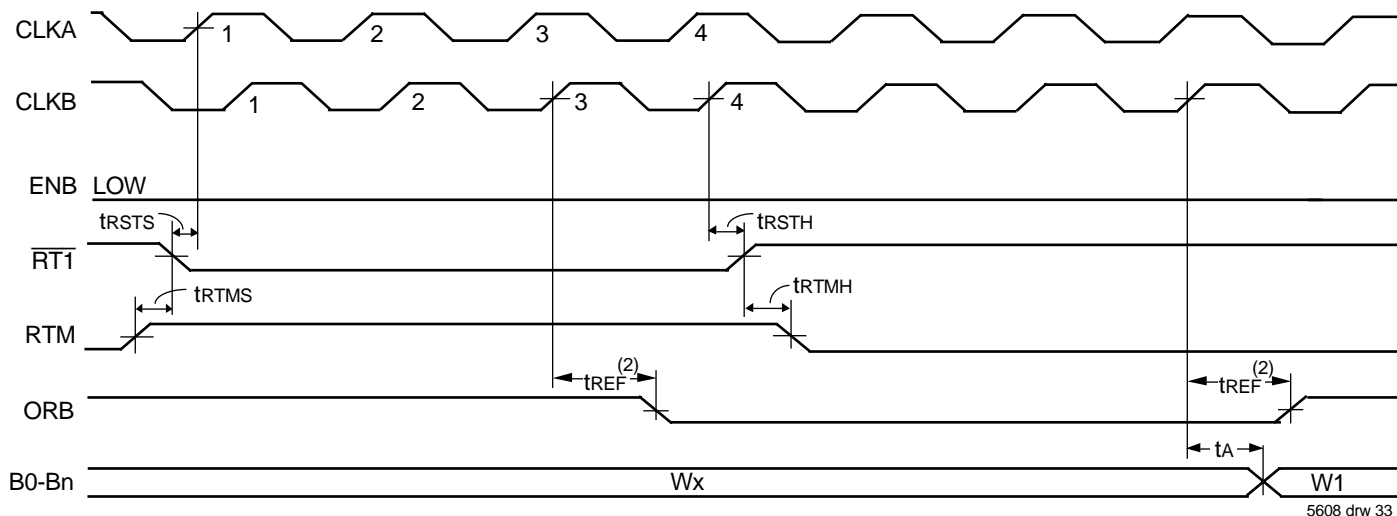 CLKA 1 2 3 4
CLKB 1 2 3 4
ENB LOW
tRSTS tRSTH
RT1
tRTMS tRTMH
RTM
tREF(2) tREF(2)
ORB
tA
B0-Bn Wx W1
5608 drw 33